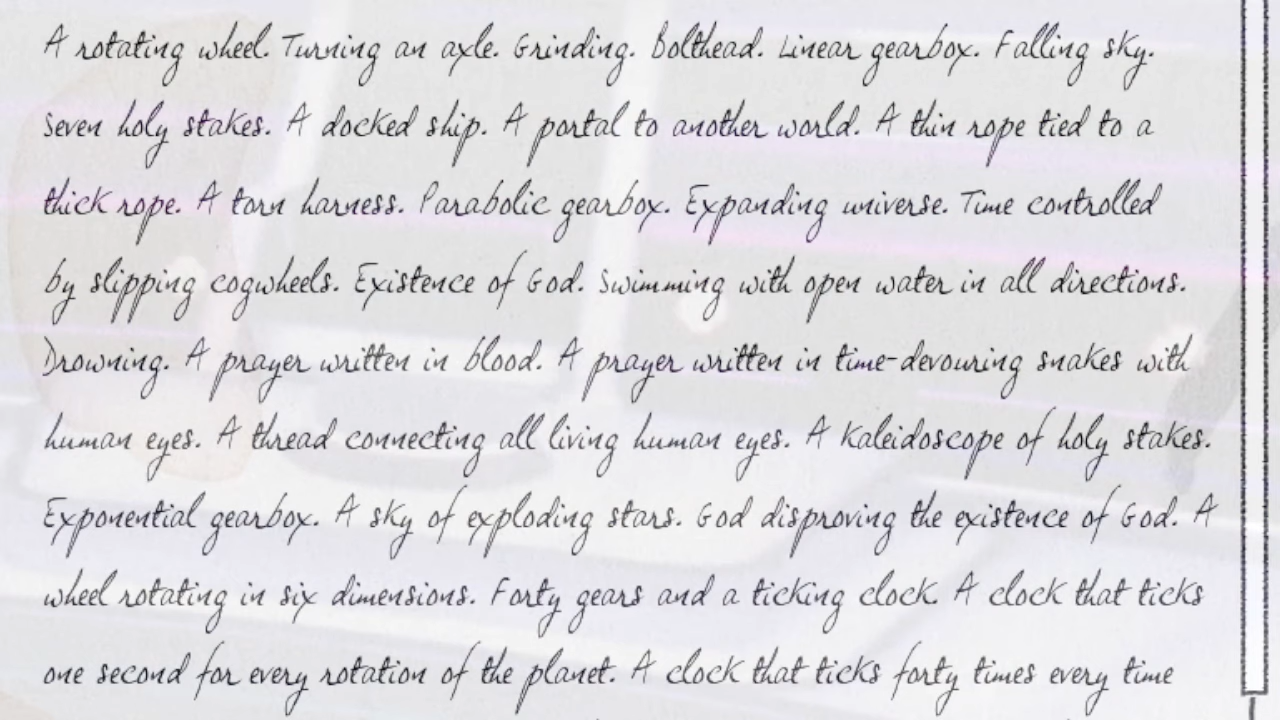 A rotating wheel. Turning an axle. Grinding. Bolthead. Linear gearbox. Falling sky.
Seven holy stakes. A docked ship. A portal to another world. A thin rope tied to a
thick rope. A torn harness. Parabolic gearbox. Expanding universe. Time controlled
by slipping cogwheels. Existence of God. Swimming with open water in all directions.
Drowning. A prayer written in blood. A prayer written in time-devouring snakes with
human eyes. A thread connecting all living human eyes. A kaleidoscope of holy stakes.
Exponential gearbox. A sky of exploding stars. God disproving the existence of God. A
wheel rotating in six dimensions. Forty gears and a ticking clock. A clock that ticks
one second for every rotation of the planet. A clock that ticks forty times every time